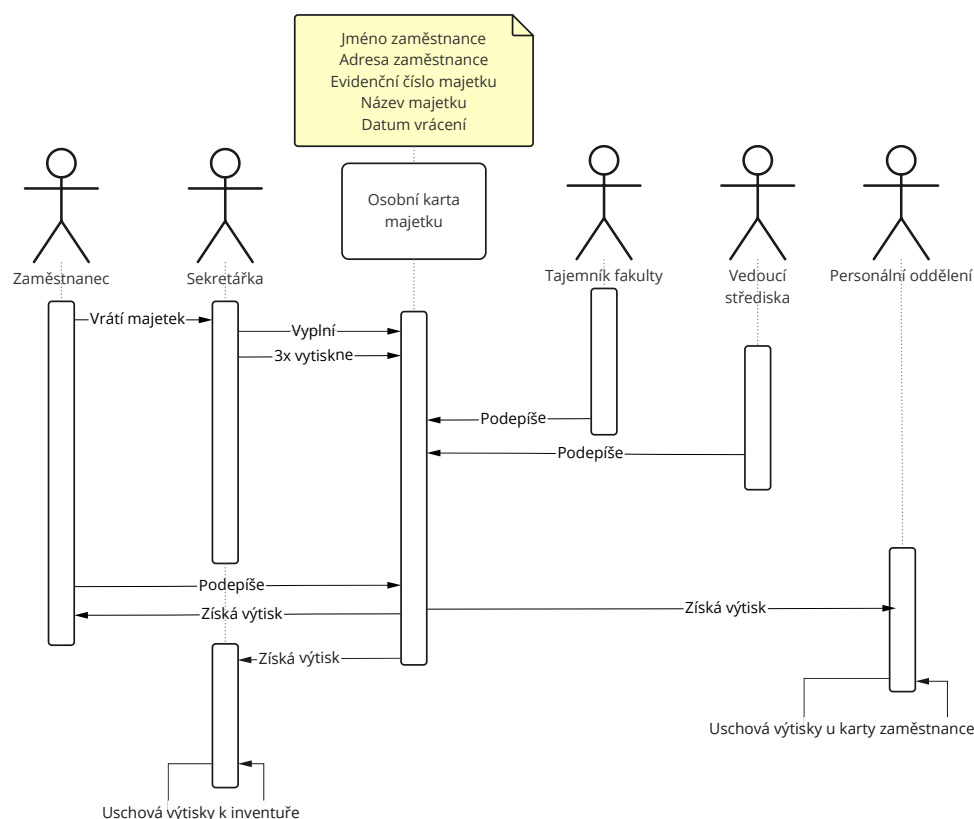 Jméno zaměstnance
Adresa zaměstnance
Evidenční číslo majetku
Název majetku
Datum vrácení
Osobní karta
majetku
Zaměstnanec
Sekretářka
Tajemník fakulty
Vedoucí
střediska
Personální oddělení
Vrátí majetek
Vyplní
3x vytiskne
Podepíše
Podepíše
Podepíše
Získá výtisk
Získá výtisk
Získá výtisk
Uschová výtisky u karty zaměstnance
Uschová výtisky k inventuře